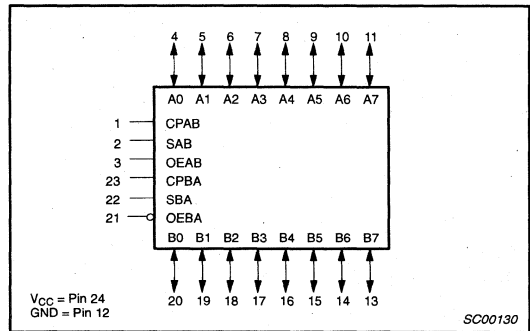 4 5 6 7 8 9 10 11
A0 A1 A2 A3 A4 A5 A6 A7
1 CPAB
2 SAB
3 OEAB
23 CPBA
22 SBA
21 OEBA
B0 B1 B2 B3 B4 B5 B6 B7
20 19 18 17 16 15 14 13
VCC = Pin 24
GND = Pin 12
SC00130